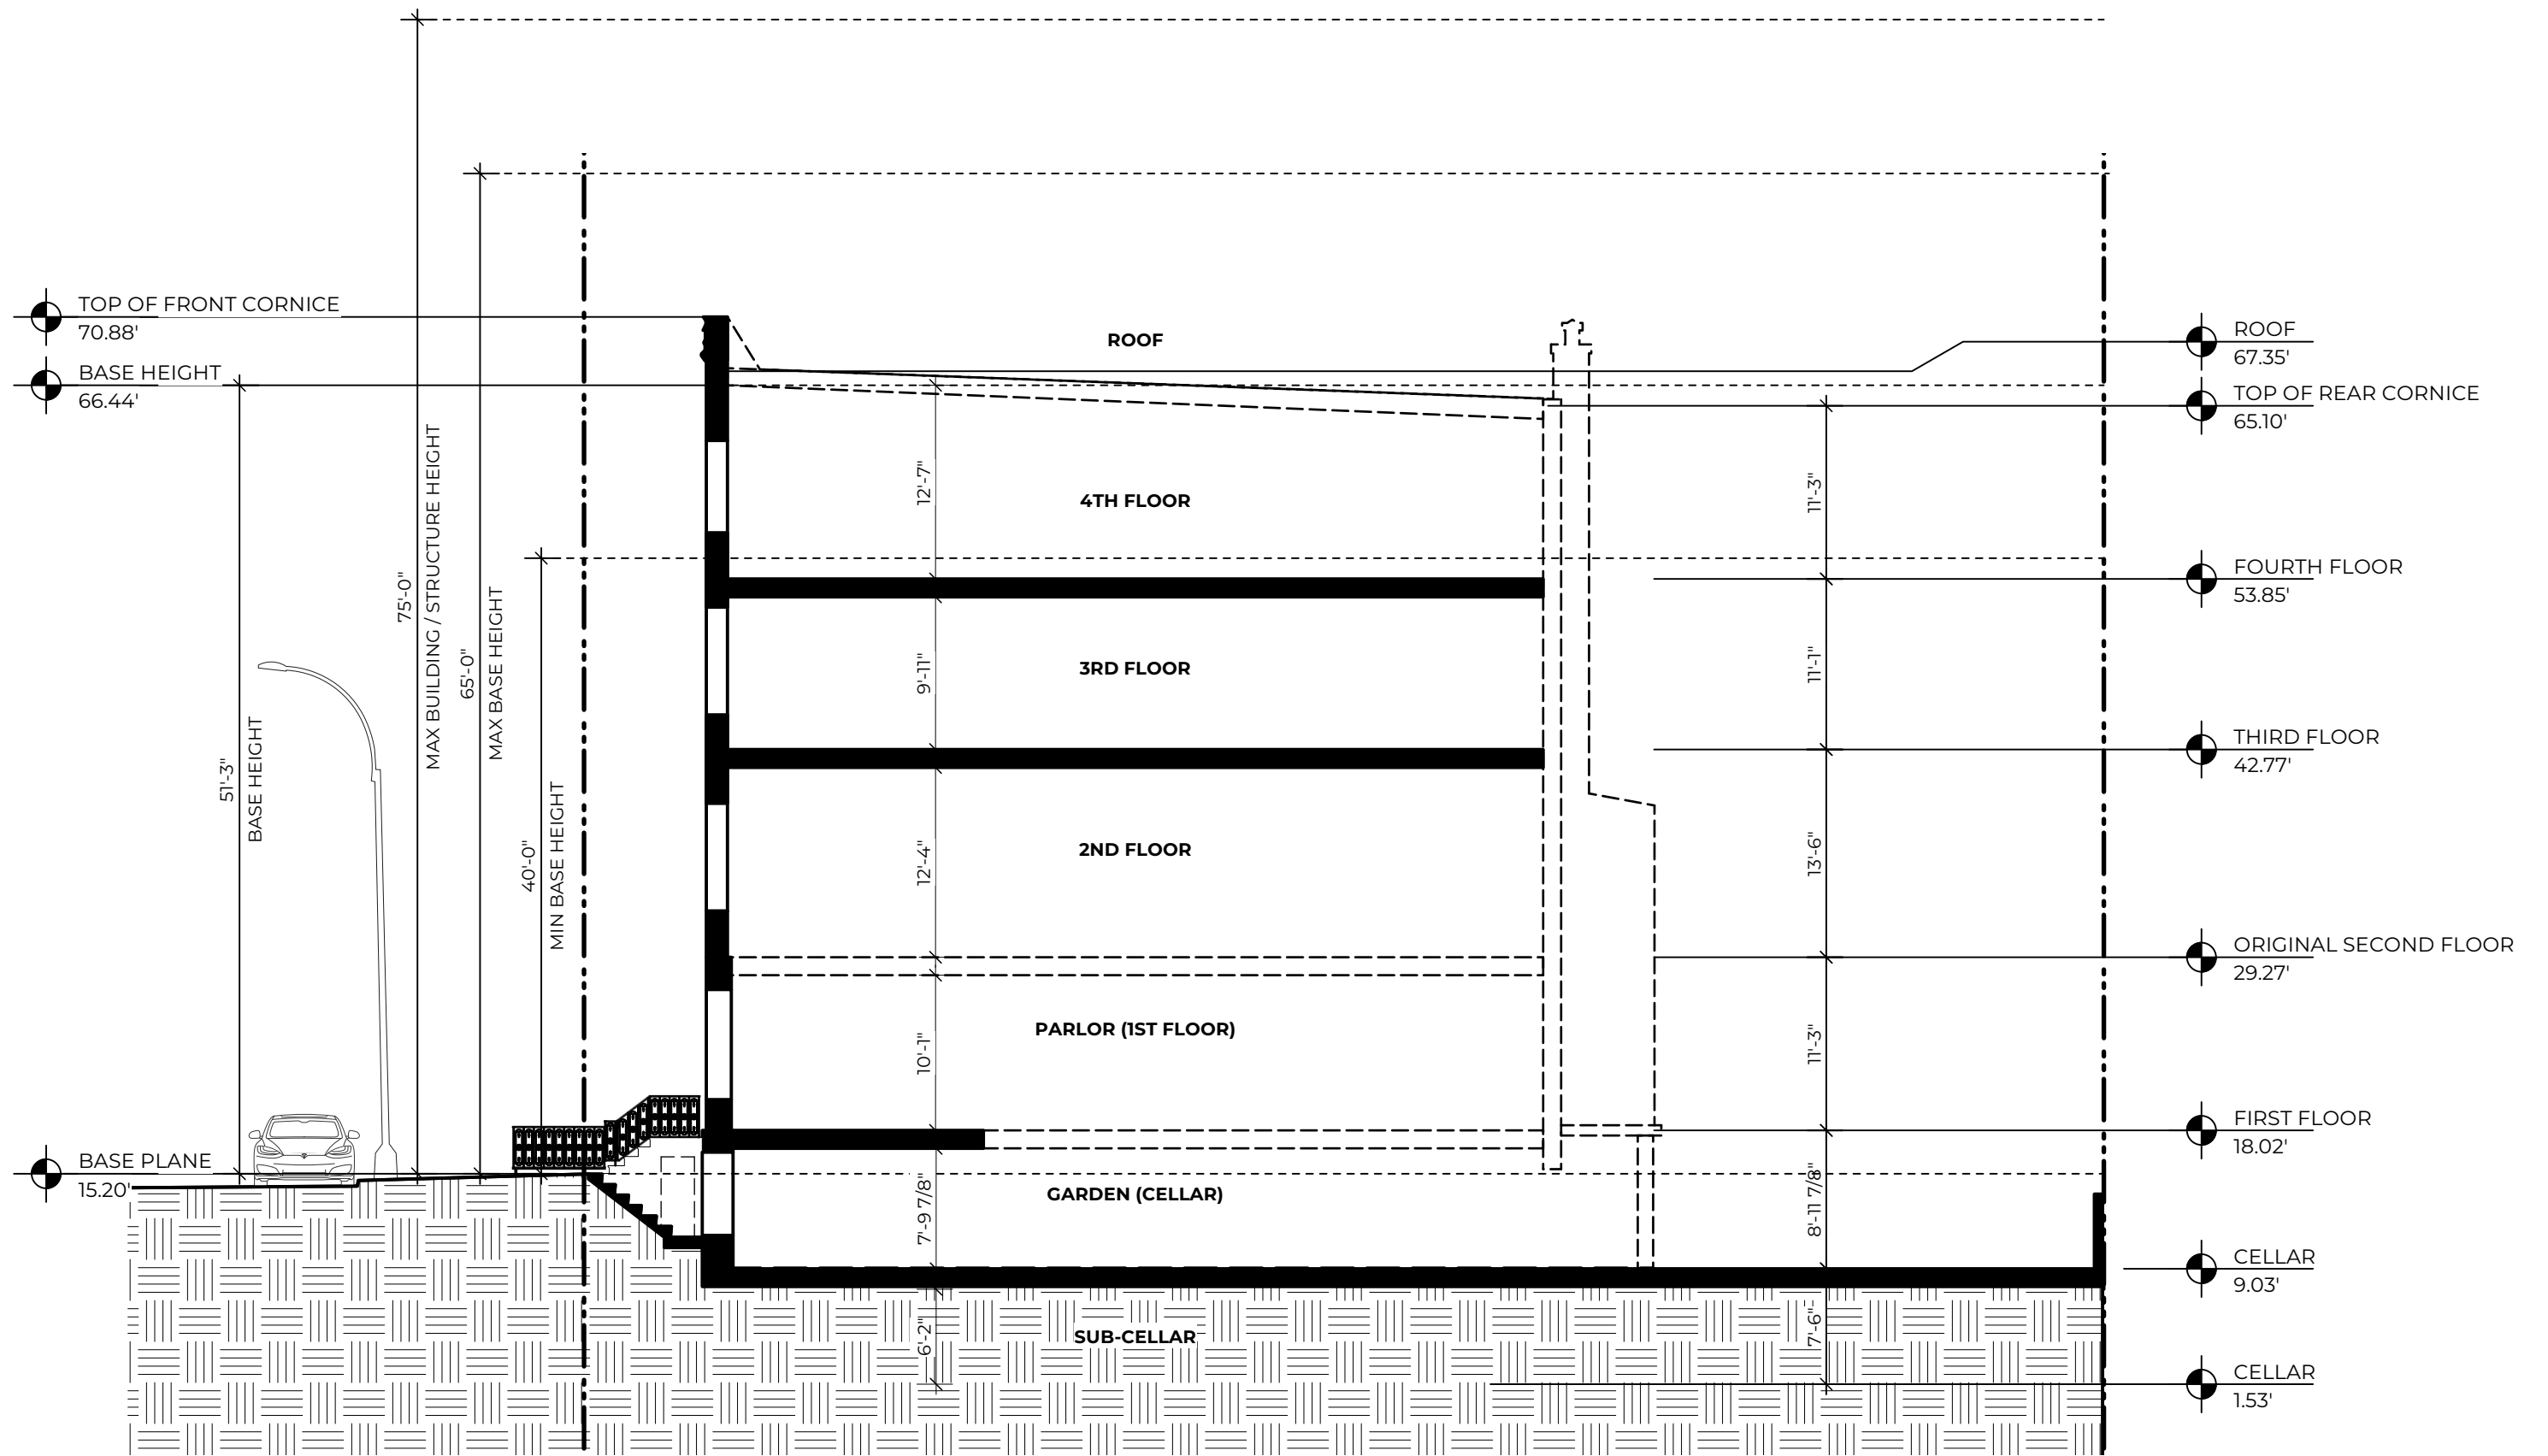 TOP OF FRONT CORNICE
70.88'
BASE HEIGHT
66.44'
BASE PLANE
15.20'
51'-3"
BASE HEIGHT
75'-0"
MAX BUILDING / STRUCTURE HEIGHT
65'-0"
MAX BASE HEIGHT
40'-0"
MIN BASE HEIGHT
ROOF
4TH FLOOR
3RD FLOOR
2ND FLOOR
PARLOR (1ST FLOOR)
GARDEN (CELLAR)
SUB-CELLAR
12'-7"
9'-11"
12'-4"
10'-1"
7'-9 7/8"
6'-2"
11'-3"
11'-1"
13'-6"
11'-3"
8'-11 7/8"
7'-6"
ROOF
67.35'
TOP OF REAR CORNICE
65.10'
FOURTH FLOOR
53.85'
THIRD FLOOR
42.77'
ORIGINAL SECOND FLOOR
29.27'
FIRST FLOOR
18.02'
CELLAR
9.03'
CELLAR
1.53'